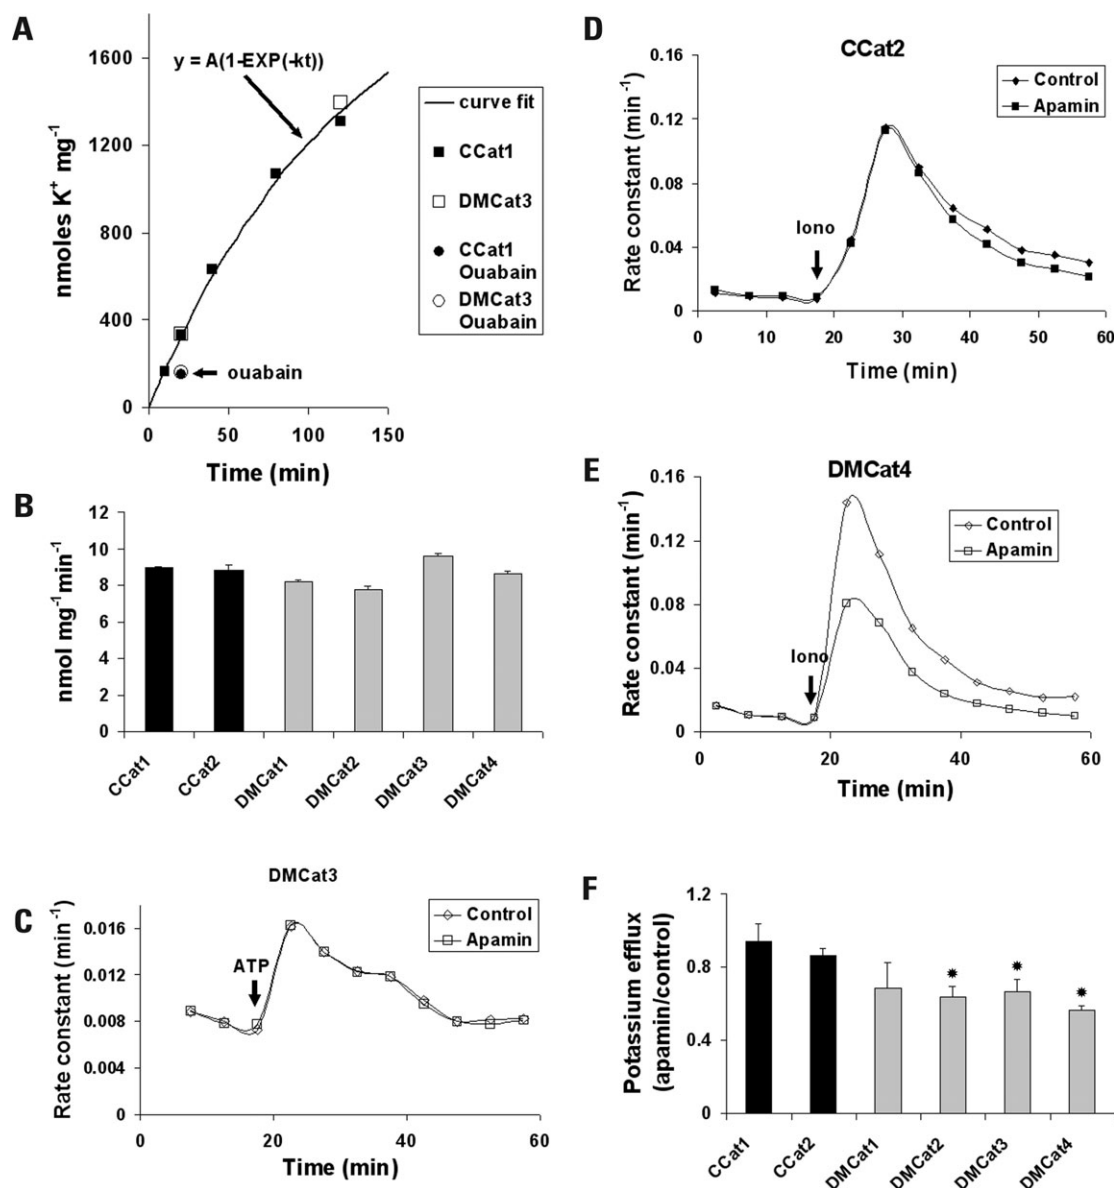 A
nmoles K⁺ mg⁻¹
1600
1200
800
400
0
y = A(1-EXP(-kt))
ouabain
0 50 100 150
Time (min)
curve fit
CCat1
DMCat3
CCat1
Ouabain
DMCat3
Ouabain
B
nmol mg⁻¹min⁻¹
12
10
8
6
4
2
0
CCat1 CCat2 DMCat1 DMCat2 DMCat3 DMCat4
C
DMCat3
Rate constant (min⁻¹)
0.016
0.012
0.008
0.004
0
Control
Apamin
ATP
0 20 40 60
Time (min)
D
CCat2
Rate constant (min⁻¹)
0.16
0.12
0.08
0.04
0
Control
Apamin
Iono
0 10 20 30 40 50 60
Time (min)
E
DMCat4
Rate constant (min⁻¹)
0.16
0.12
0.08
0.04
0
Control
Apamin
Iono
0 20 40 60
Time (min)
F
Potassium efflux
(apamin/control)
1.2
0.8
0.4
0
CCat1 CCat2 DMCat1 DMCat2 DMCat3 DMCat4